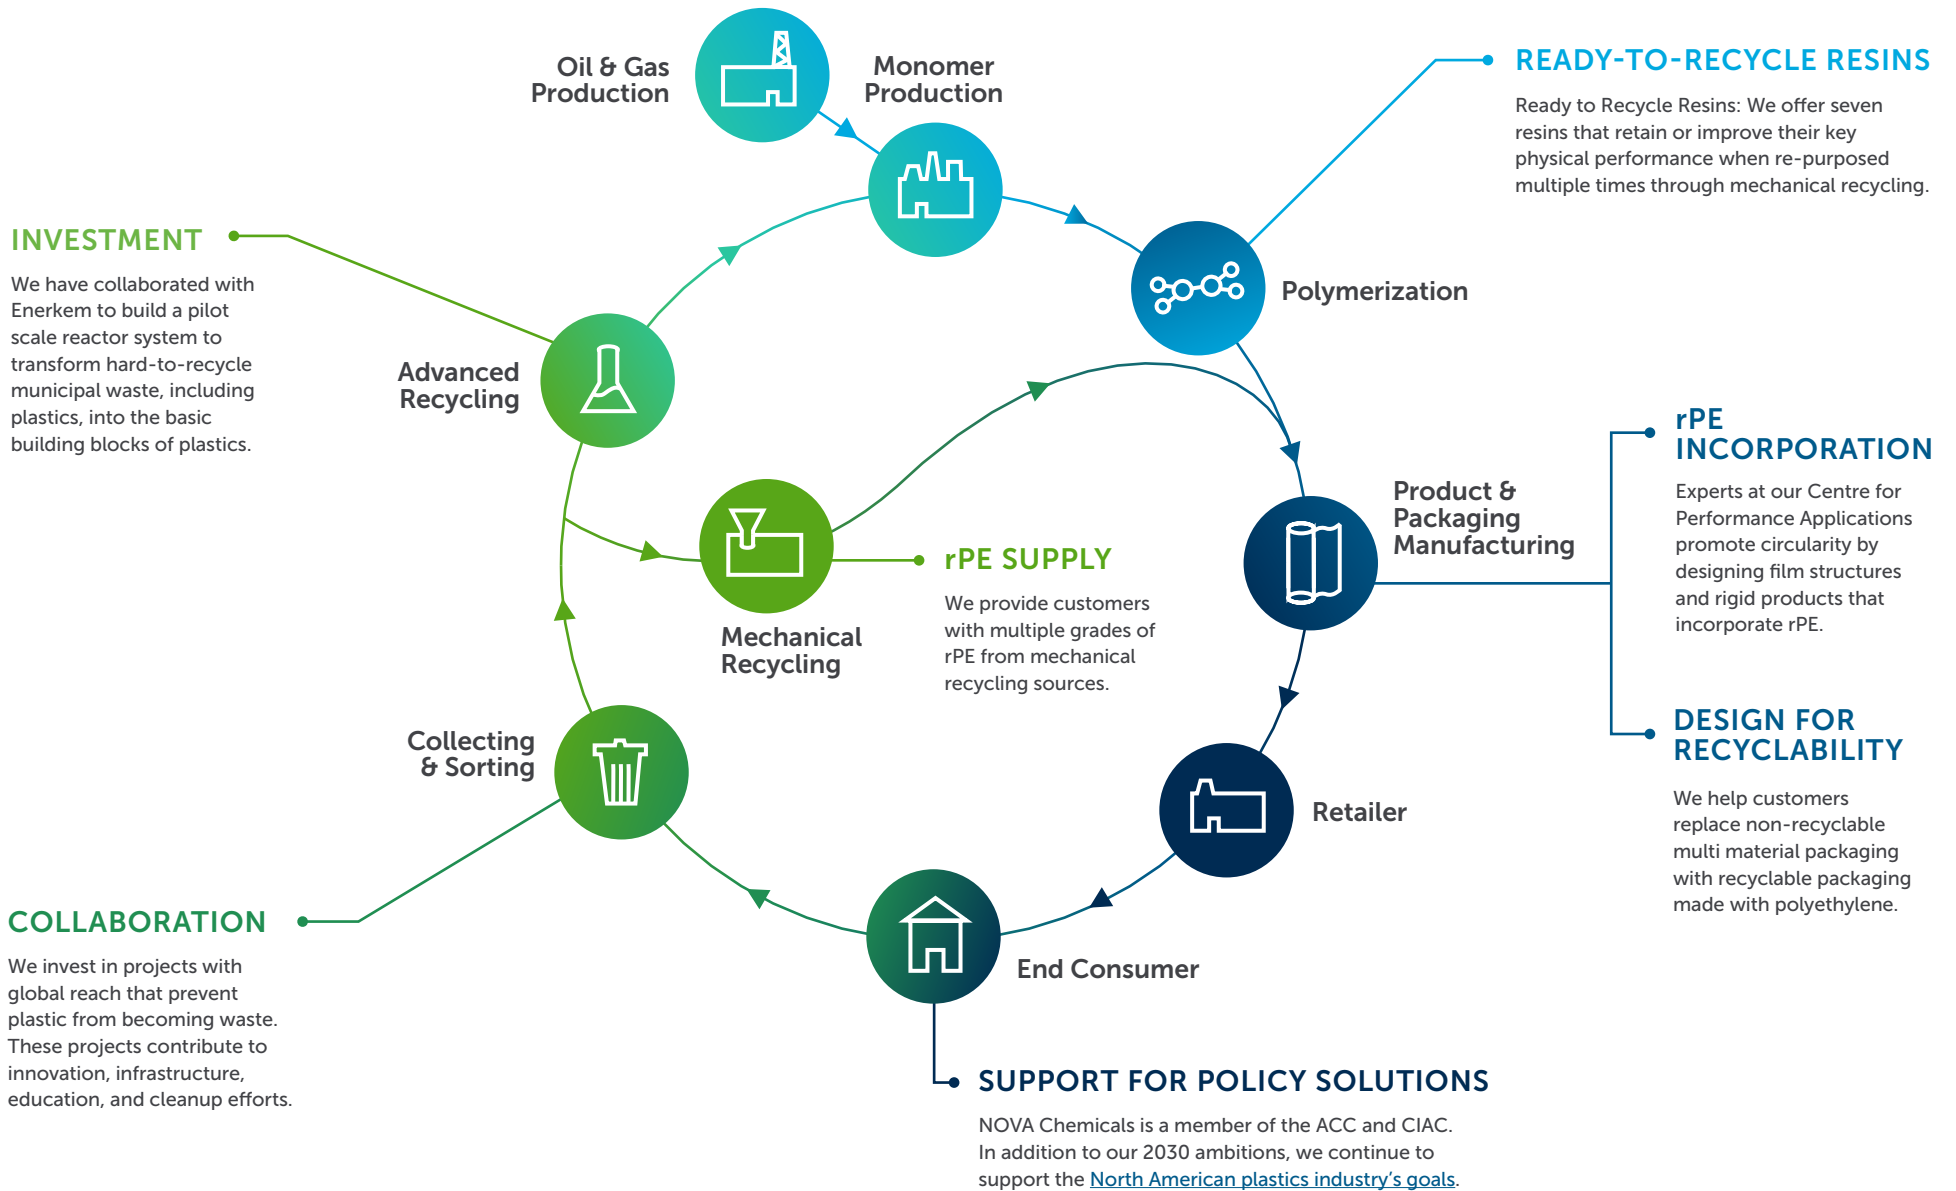 Oil & Gas
Production
Monomer
Production
READY-TO-RECYCLE RESINS
Ready to Recycle Resins: We offer seven
resins that retain or improve their key
physical performance when re-purposed
multiple times through mechanical recycling.
INVESTMENT
We have collaborated with
Enerkem to build a pilot
scale reactor system to
transform hard-to-recycle
municipal waste, including
plastics, into the basic
building blocks of plastics.
Polymerization
Advanced
Recycling
rPE
INCORPORATION
Experts at our Centre for
Performance Applications
promote circularity by
designing film structures
and rigid products that
incorporate rPE.
Product &
Packaging
Manufacturing
rPE SUPPLY
We provide customers
with multiple grades of
rPE from mechanical
recycling sources.
Mechanical
Recycling
DESIGN FOR
RECYCLABILITY
We help customers
replace non-recyclable
multi material packaging
with recyclable packaging
made with polyethylene.
Collecting
& Sorting
Retailer
COLLABORATION
We invest in projects with
global reach that prevent
plastic from becoming waste.
These projects contribute to
innovation, infrastructure,
education, and cleanup efforts.
End Consumer
SUPPORT FOR POLICY SOLUTIONS
NOVA Chemicals is a member of the ACC and CIAC.
In addition to our 2030 ambitions, we continue to
support the North American plastics industry's goals.